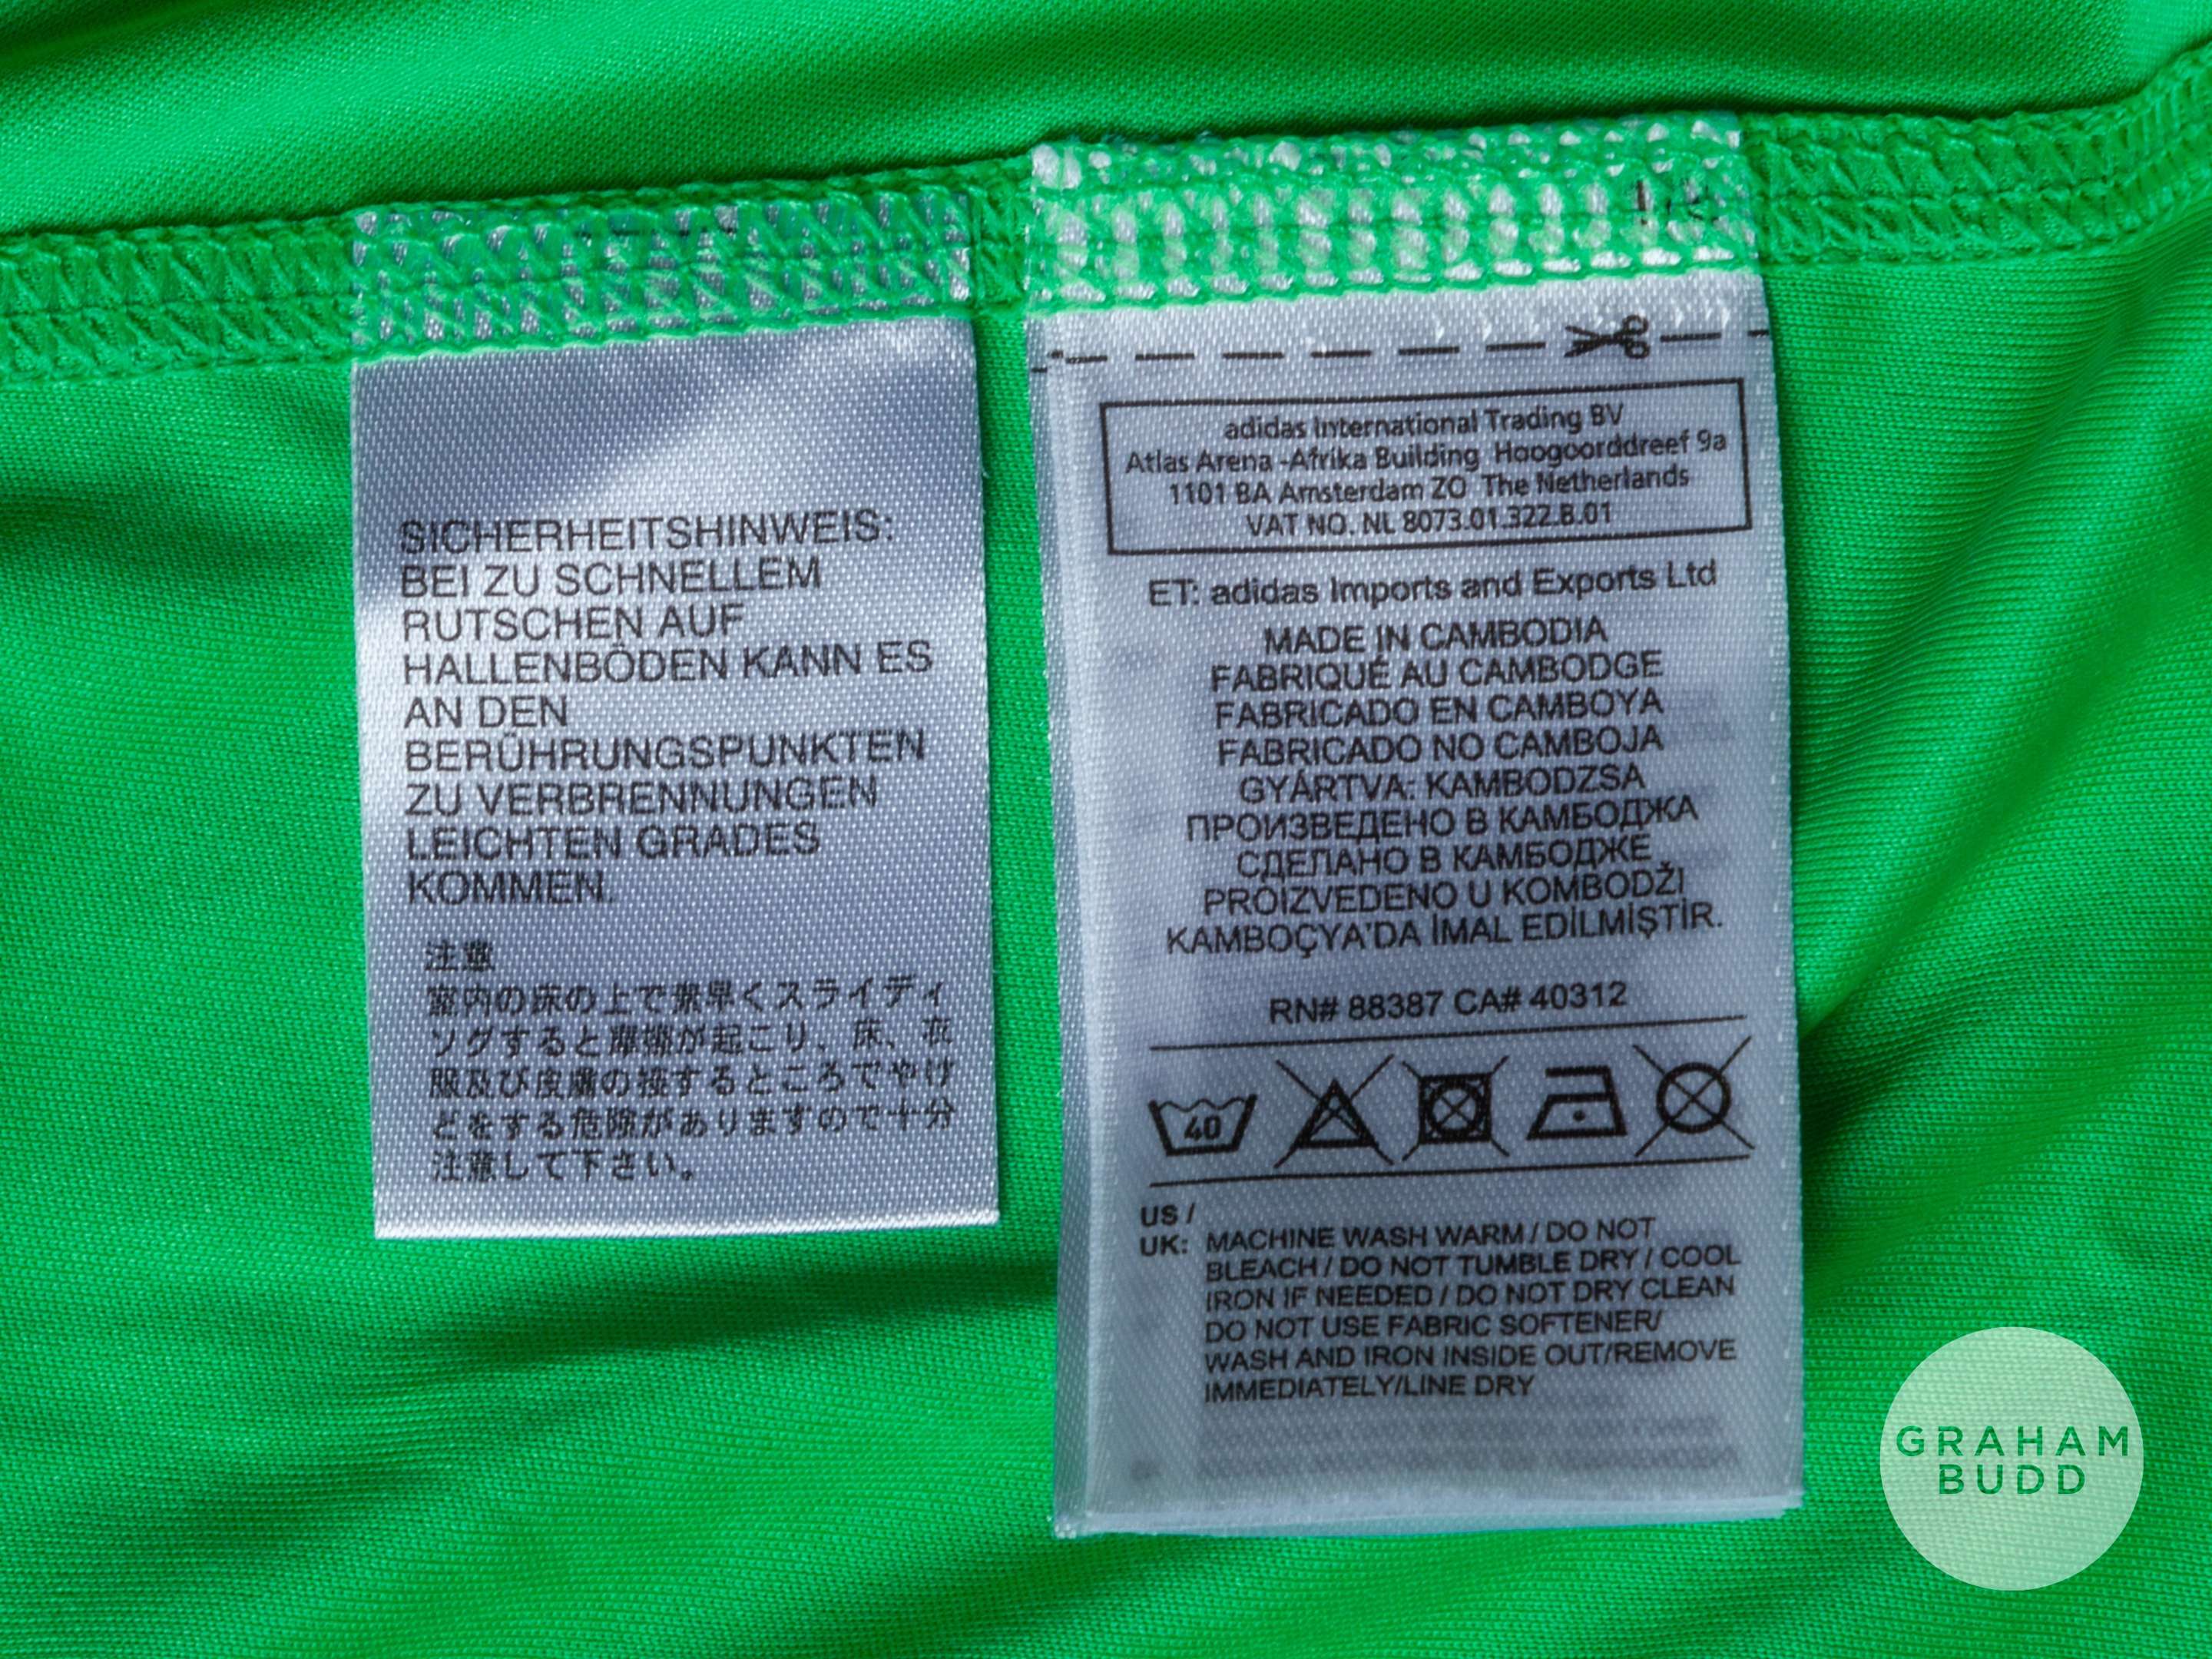 SICHERHEITSHINWEIS:
BEI ZU SCHNELLEM
RUTSCHEN AUF
HALLENBÖDEN KANN ES
AN DEN
BERÜHRUNGSPUNKTEN
ZU VERBRENNUNGEN
LEICHTEN GRADES
KOMMEN.
注意
室内の床の上で素早くスライディ
ングすると摩擦が起こり、床、衣
服及び皮膚の接するところでやけ
どをする危険がありますので十分
注意して下さい。
adidas International Trading BV
Atlas Arena -Afrika Building Hoogoorddreef 9a
1101 BA Amsterdam ZO The Netherlands
VAT NO. NL 8073.01.322.B.01
ET: adidas Imports and Exports Ltd
MADE IN CAMBODIA
FABRIQUÉ AU CAMBODGE
FABRICADO EN CAMBOYA
FABRICADO NO CAMBOJA
GYÁRTVA: KAMBODZSA
ПРОИЗВЕДЕНО В КАМБОДЖА
СДЕЛАНО В КАМБОДЖЕ
PROIZVEDENO U KOMBODŽI
KAMBOÇYA'DA İMAL EDİLMİŞTİR.
RN# 88387 CA# 40312
40
US /
UK: MACHINE WASH WARM / DO NOT
BLEACH / DO NOT TUMBLE DRY / COOL
IRON IF NEEDED / DO NOT DRY CLEAN
DO NOT USE FABRIC SOFTENER/
WASH AND IRON INSIDE OUT/REMOVE
IMMEDIATELY/LINE DRY
GRAHAM
BUDD